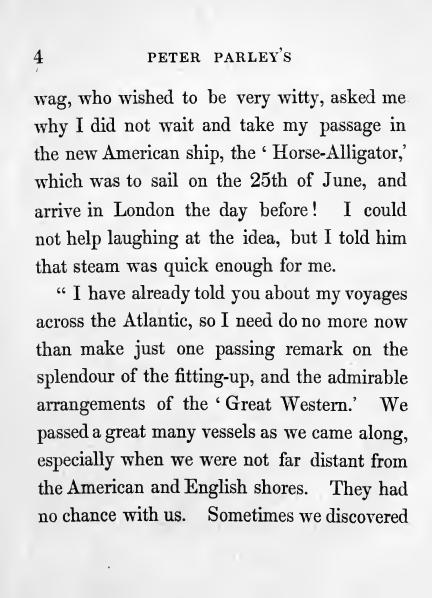 4 PETER PARLEY'S
wag, who wished to be very witty, asked me
why I did not wait and take my passage in
the new American ship, the ‘ Horse-Alligator,’
which was to sail on the 25th of June, and
arrive in London the day before! I could
not help laughing at the idea, but I told him
that steam was quick enough for me.
“ I have already told you about my voyages
across the Atlantic, so I need do no more now
than make just one passing remark on the
splendour of the fitting-up, and the admirable
arrangements of the ‘ Great Western.’ We
passed a great many vessels as we came along,
especially when we were not far distant from
the American and English shores. They had
no chance with us. Sometimes we discovered